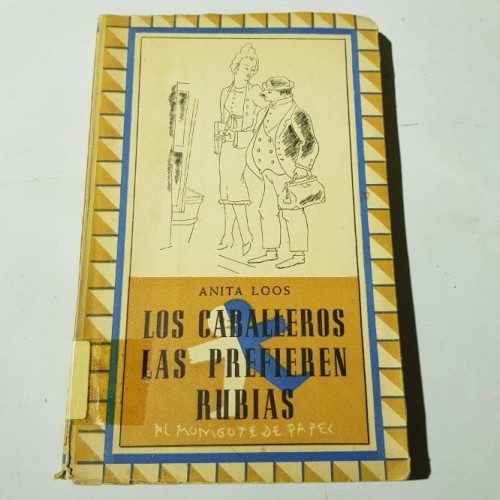 ANITA LOOS
LOS CABALLEROS
LAS PREFIEREN
RUBIAS
AL MONIGOTE DE PAPEL